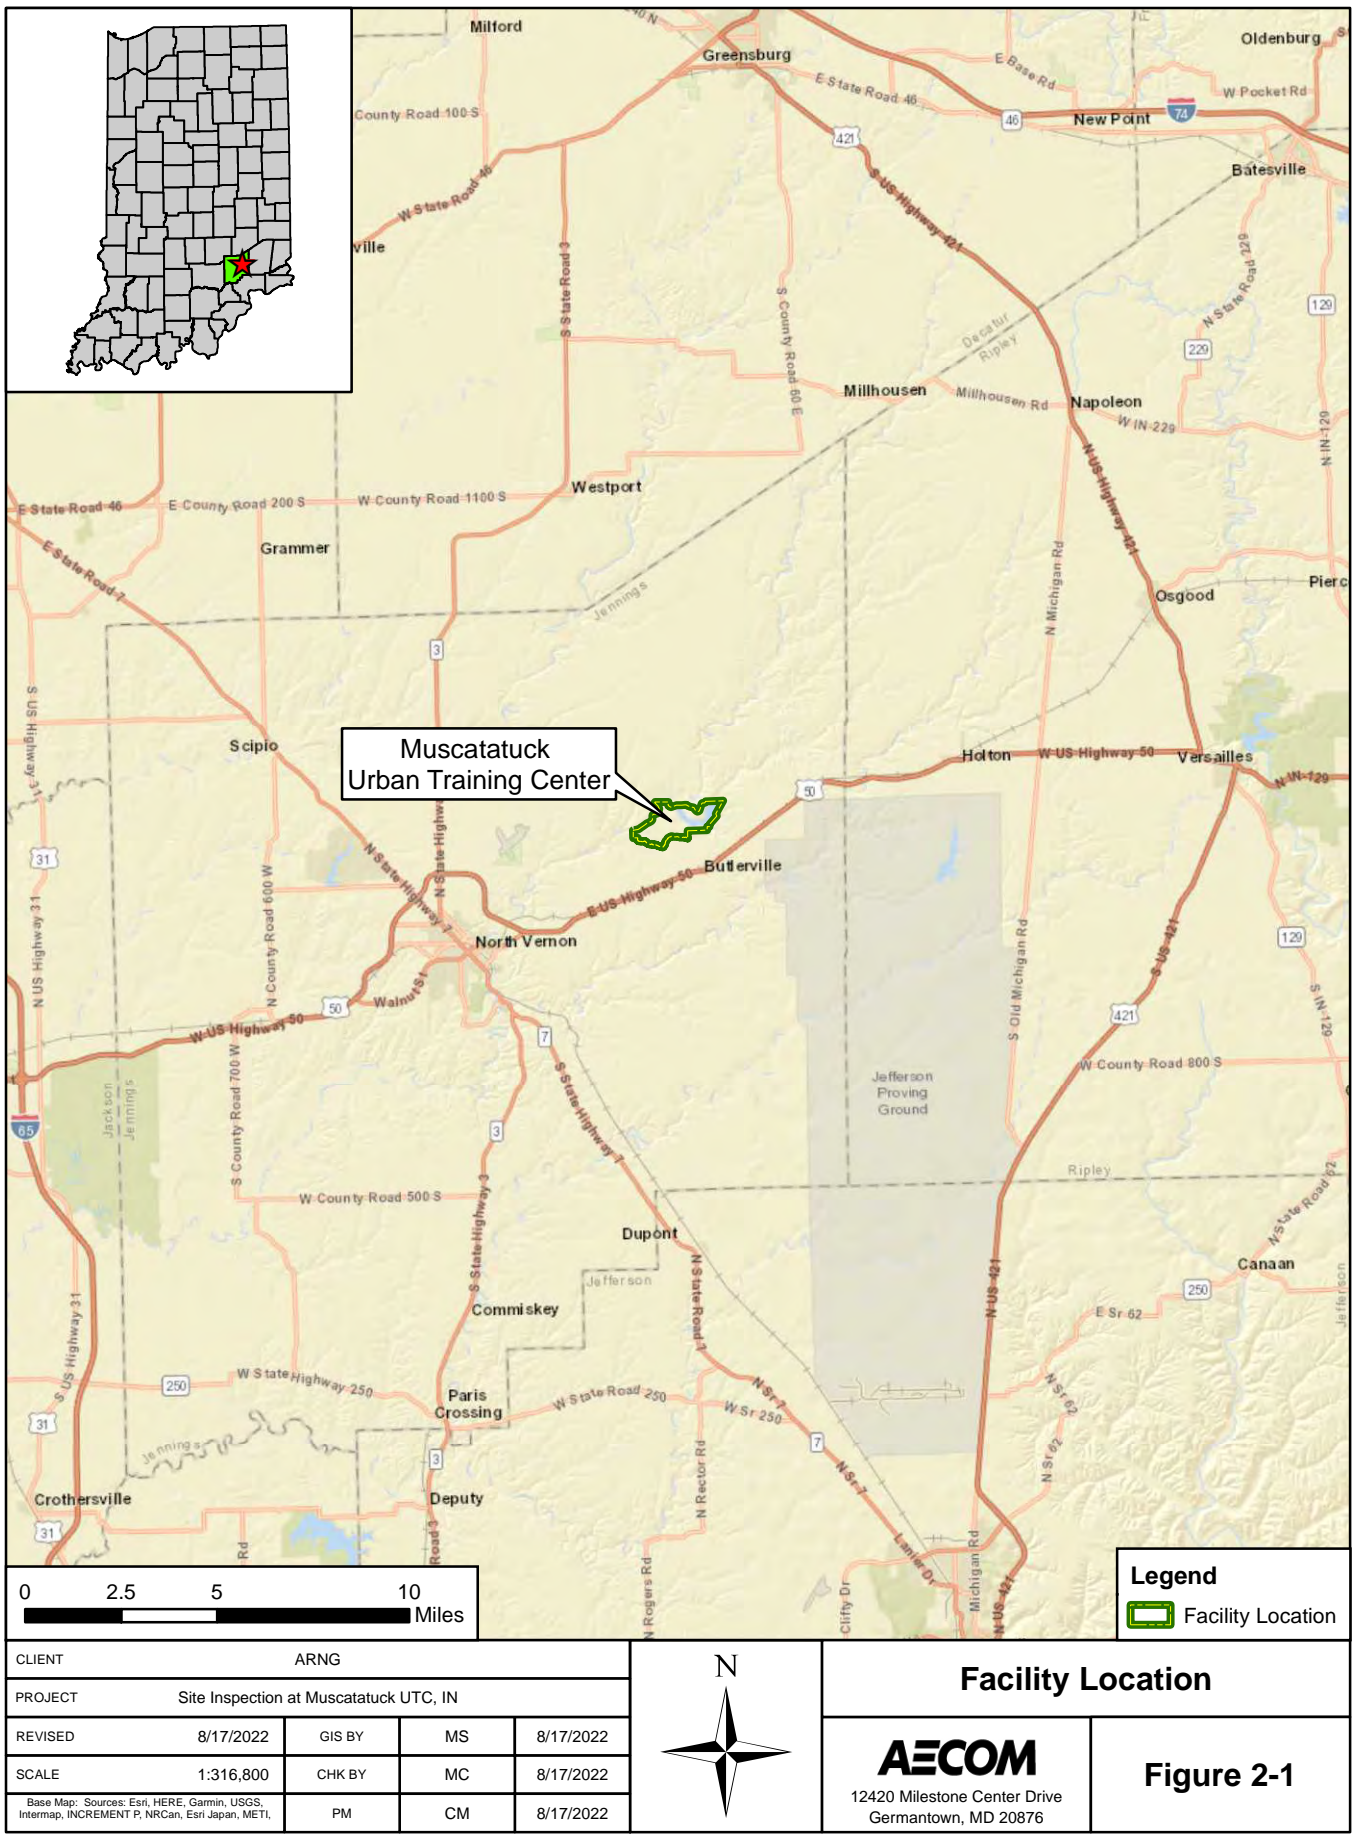 Milford
240 N
Greensburg
Oldenburg
E Base Rd
E State Road 46
W Pocket Rd
County Road 100 S
46
New Point
74
421
Batesville
W State Road 46
S US Highway 421
ville
S State Road 3
S County Road 60 E
N State Road 229
129
Decatur
Ripley
229
Millhousen
Millhousen Rd
Napoleon
W IN-229
N IN-129
N US Highway 421
Westport
E State Road 46
E County Road 200 S
W County Road 1100 S
Grammer
E State Road 7
N Michigan Rd
Pierc
Osgood
Jennings
3
S US Highway 31
Scipio
Muscatatuck
Urban Training Center
Holton
W US Highway 50
Versailles
N IN-129
50
N State Highway
31
N State Highway 7
Butlerville
E US Highway 50
N County Road 600 W
N US Highway 31
North Vernon
S Old Michigan Rd
S US 421
129
Walnut St
50
W US Highway 50
S IN-129
421
7
S State Highway 7
W County Road 800 S
S County Road 700 W
Jefferson
Proving
Ground
Jackson
Jennings
65
3
Ripley
W County Road 500 S
N State Road 62
S State Highway 3
Dupont
Canaan
Jefferson
Jefferson
N State Road 7
N US 421
250
Commiskey
E Sr 62
S US Highway 31
250
W State Highway 250
Paris
Crossing
W State Road 250
W Sr 250
N Sr 7
N Sr 62
31
Jennings
7
3
N Sr 62
N Rector Rd
N Sr 7
Crothersville
Deputy
31
Rd
Road 3
Lanier Dr
Michigan Rd
N Rogers Rd
Clifty Dr
N US 421
0 2.5 5 10
Miles
Legend
Facility Location
CLIENT ARNG
PROJECT Site Inspection at Muscatatuck UTC, IN
REVISED 8/17/2022 GIS BY MS 8/17/2022
SCALE 1:316,800 CHK BY MC 8/17/2022
Base Map: Sources: Esri, HERE, Garmin, USGS,
Intermap, INCREMENT P, NRCan, Esri Japan, METI,
PM CM 8/17/2022
N
Facility Location
AECOM
12420 Milestone Center Drive
Germantown, MD 20876
Figure 2-1